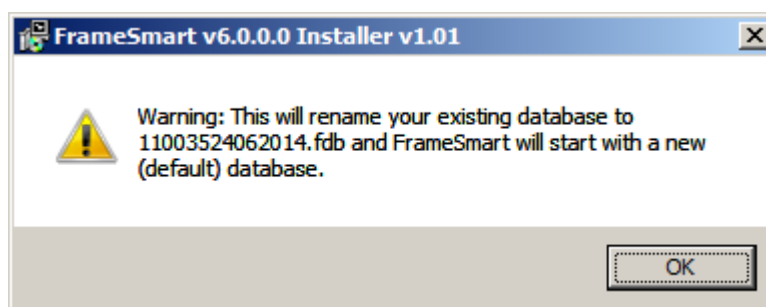 FrameSmart v6.0.0.0 Installer v1.01
Warning: This will rename your existing database to
11003524062014.fdb and FrameSmart will start with a new
(default) database.
OK